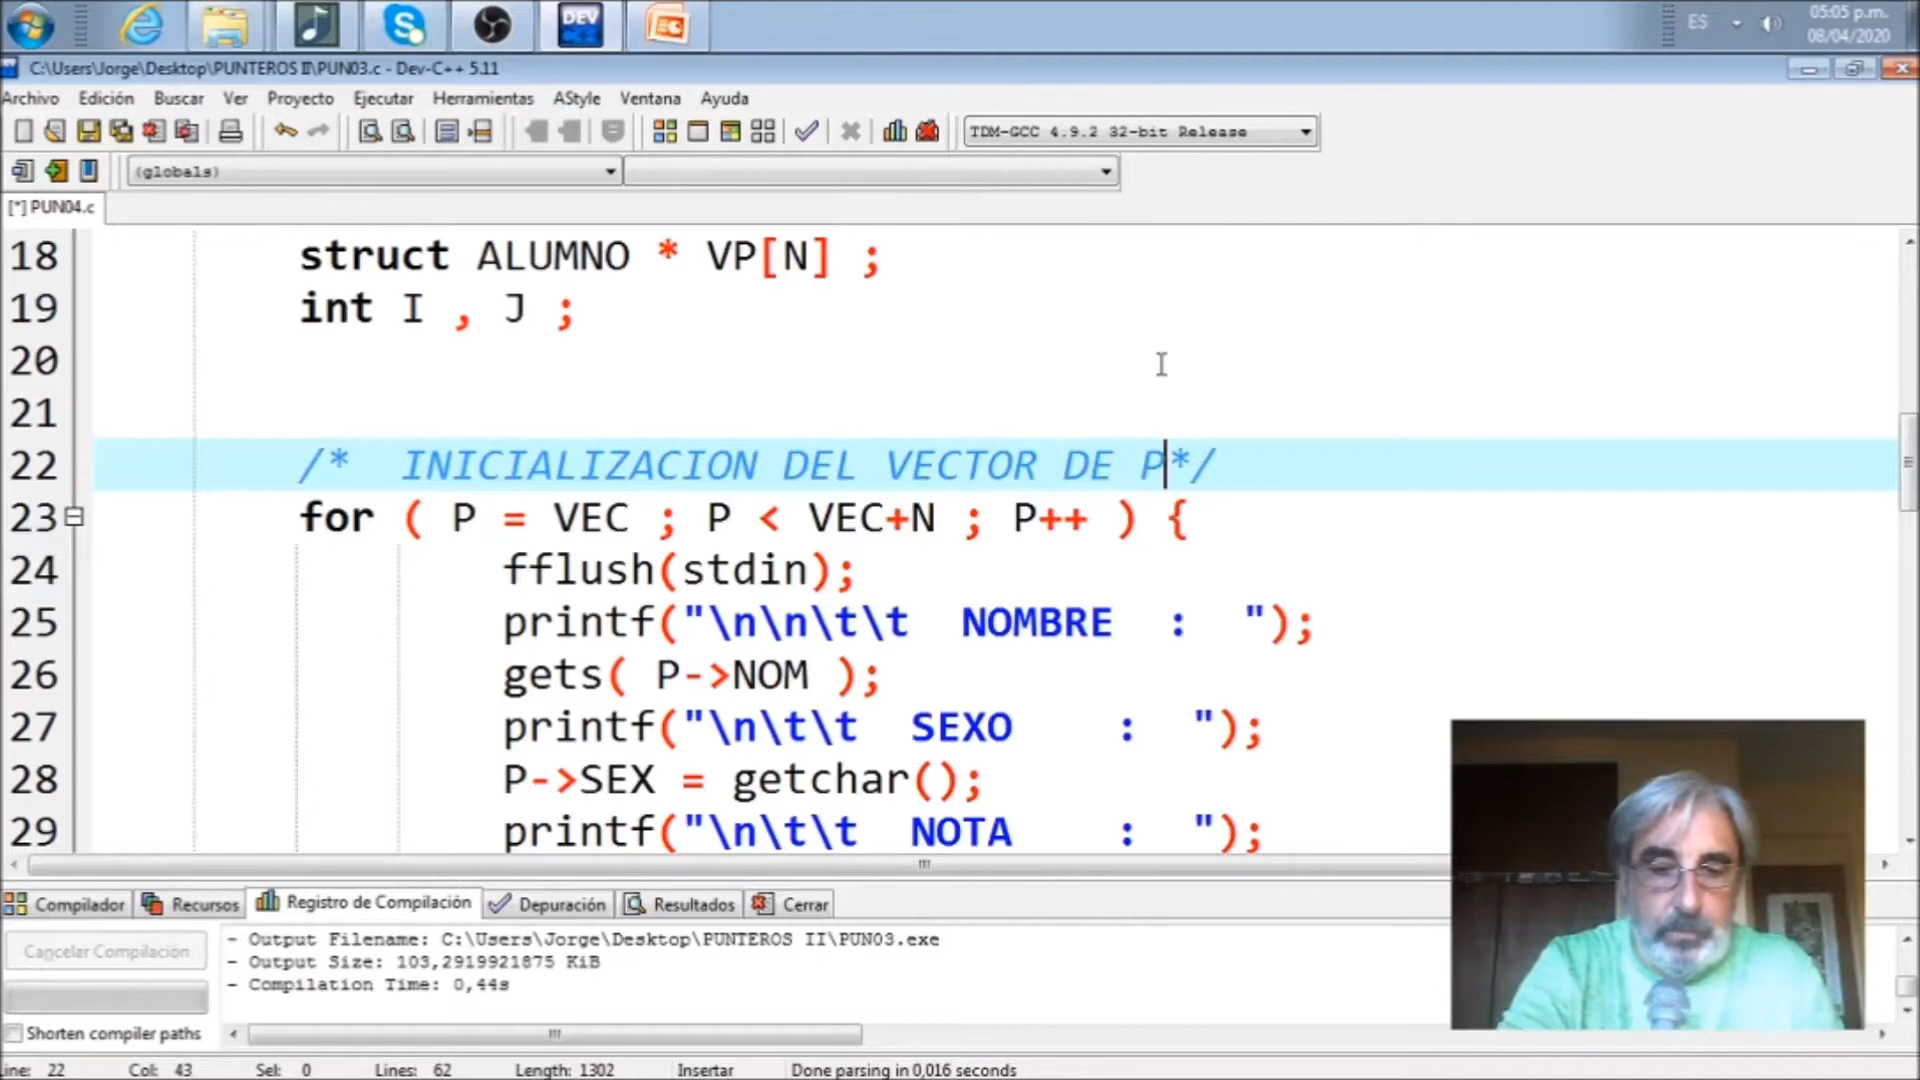 DEV
C++
ES
05:05 p.m.
08/04/2020
C:\Users\Jorge\Desktop\PUNTEROS II\PUN03.c - Dev-C++ 5.11
Archivo Edición Buscar Ver Proyecto Ejecutar Herramientas AStyle Ventana Ayuda
TDM-GCC 4.9.2 32-bit Release
(globals)
[*] PUN04.c
18 struct ALUMNO * VP[N] ;
19 int I , J ;
20
21
22 /*  INICIALIZACION DEL VECTOR DE P*/
23 for ( P = VEC ; P < VEC+N ; P++ ) {
24 fflush(stdin);
25 printf("\n\n\t\t  NOMBRE  :  ");
26 gets( P->NOM );
27 printf("\n\t\t  SEXO    :  ");
28 P->SEX = getchar();
29 printf("\n\t\t  NOTA    :  ");
Compilador Recursos Registro de Compilación Depuración Resultados Cerrar
Cancelar Compilación
- Output Filename: C:\Users\Jorge\Desktop\PUNTEROS II\PUN03.exe
- Output Size: 103,2919921875 KiB
- Compilation Time: 0,44s
Shorten compiler paths
ine: 22 Col: 43 Sel: 0 Lines: 62 Length: 1302 Insertar Done parsing in 0,016 seconds